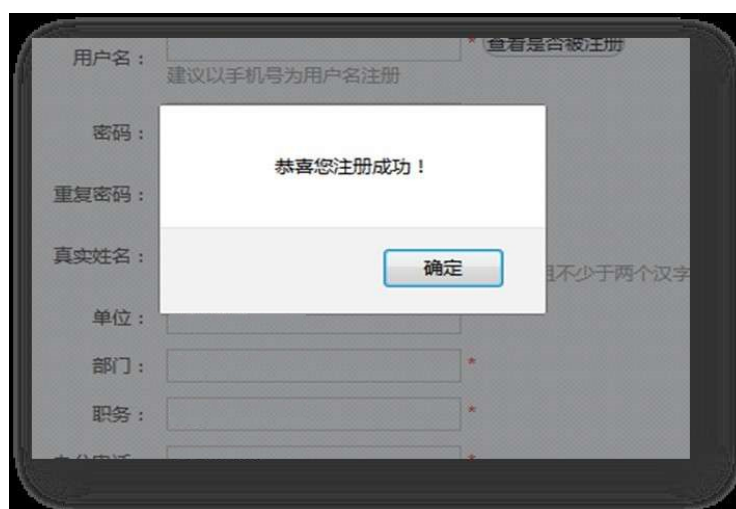 用户名： * 查看是否被注册
建议以手机号为用户名注册
密码：
恭喜您注册成功！
重复密码：
真实姓名：
确定
且不少于两个汉字
单位：
部门： *
职务： *